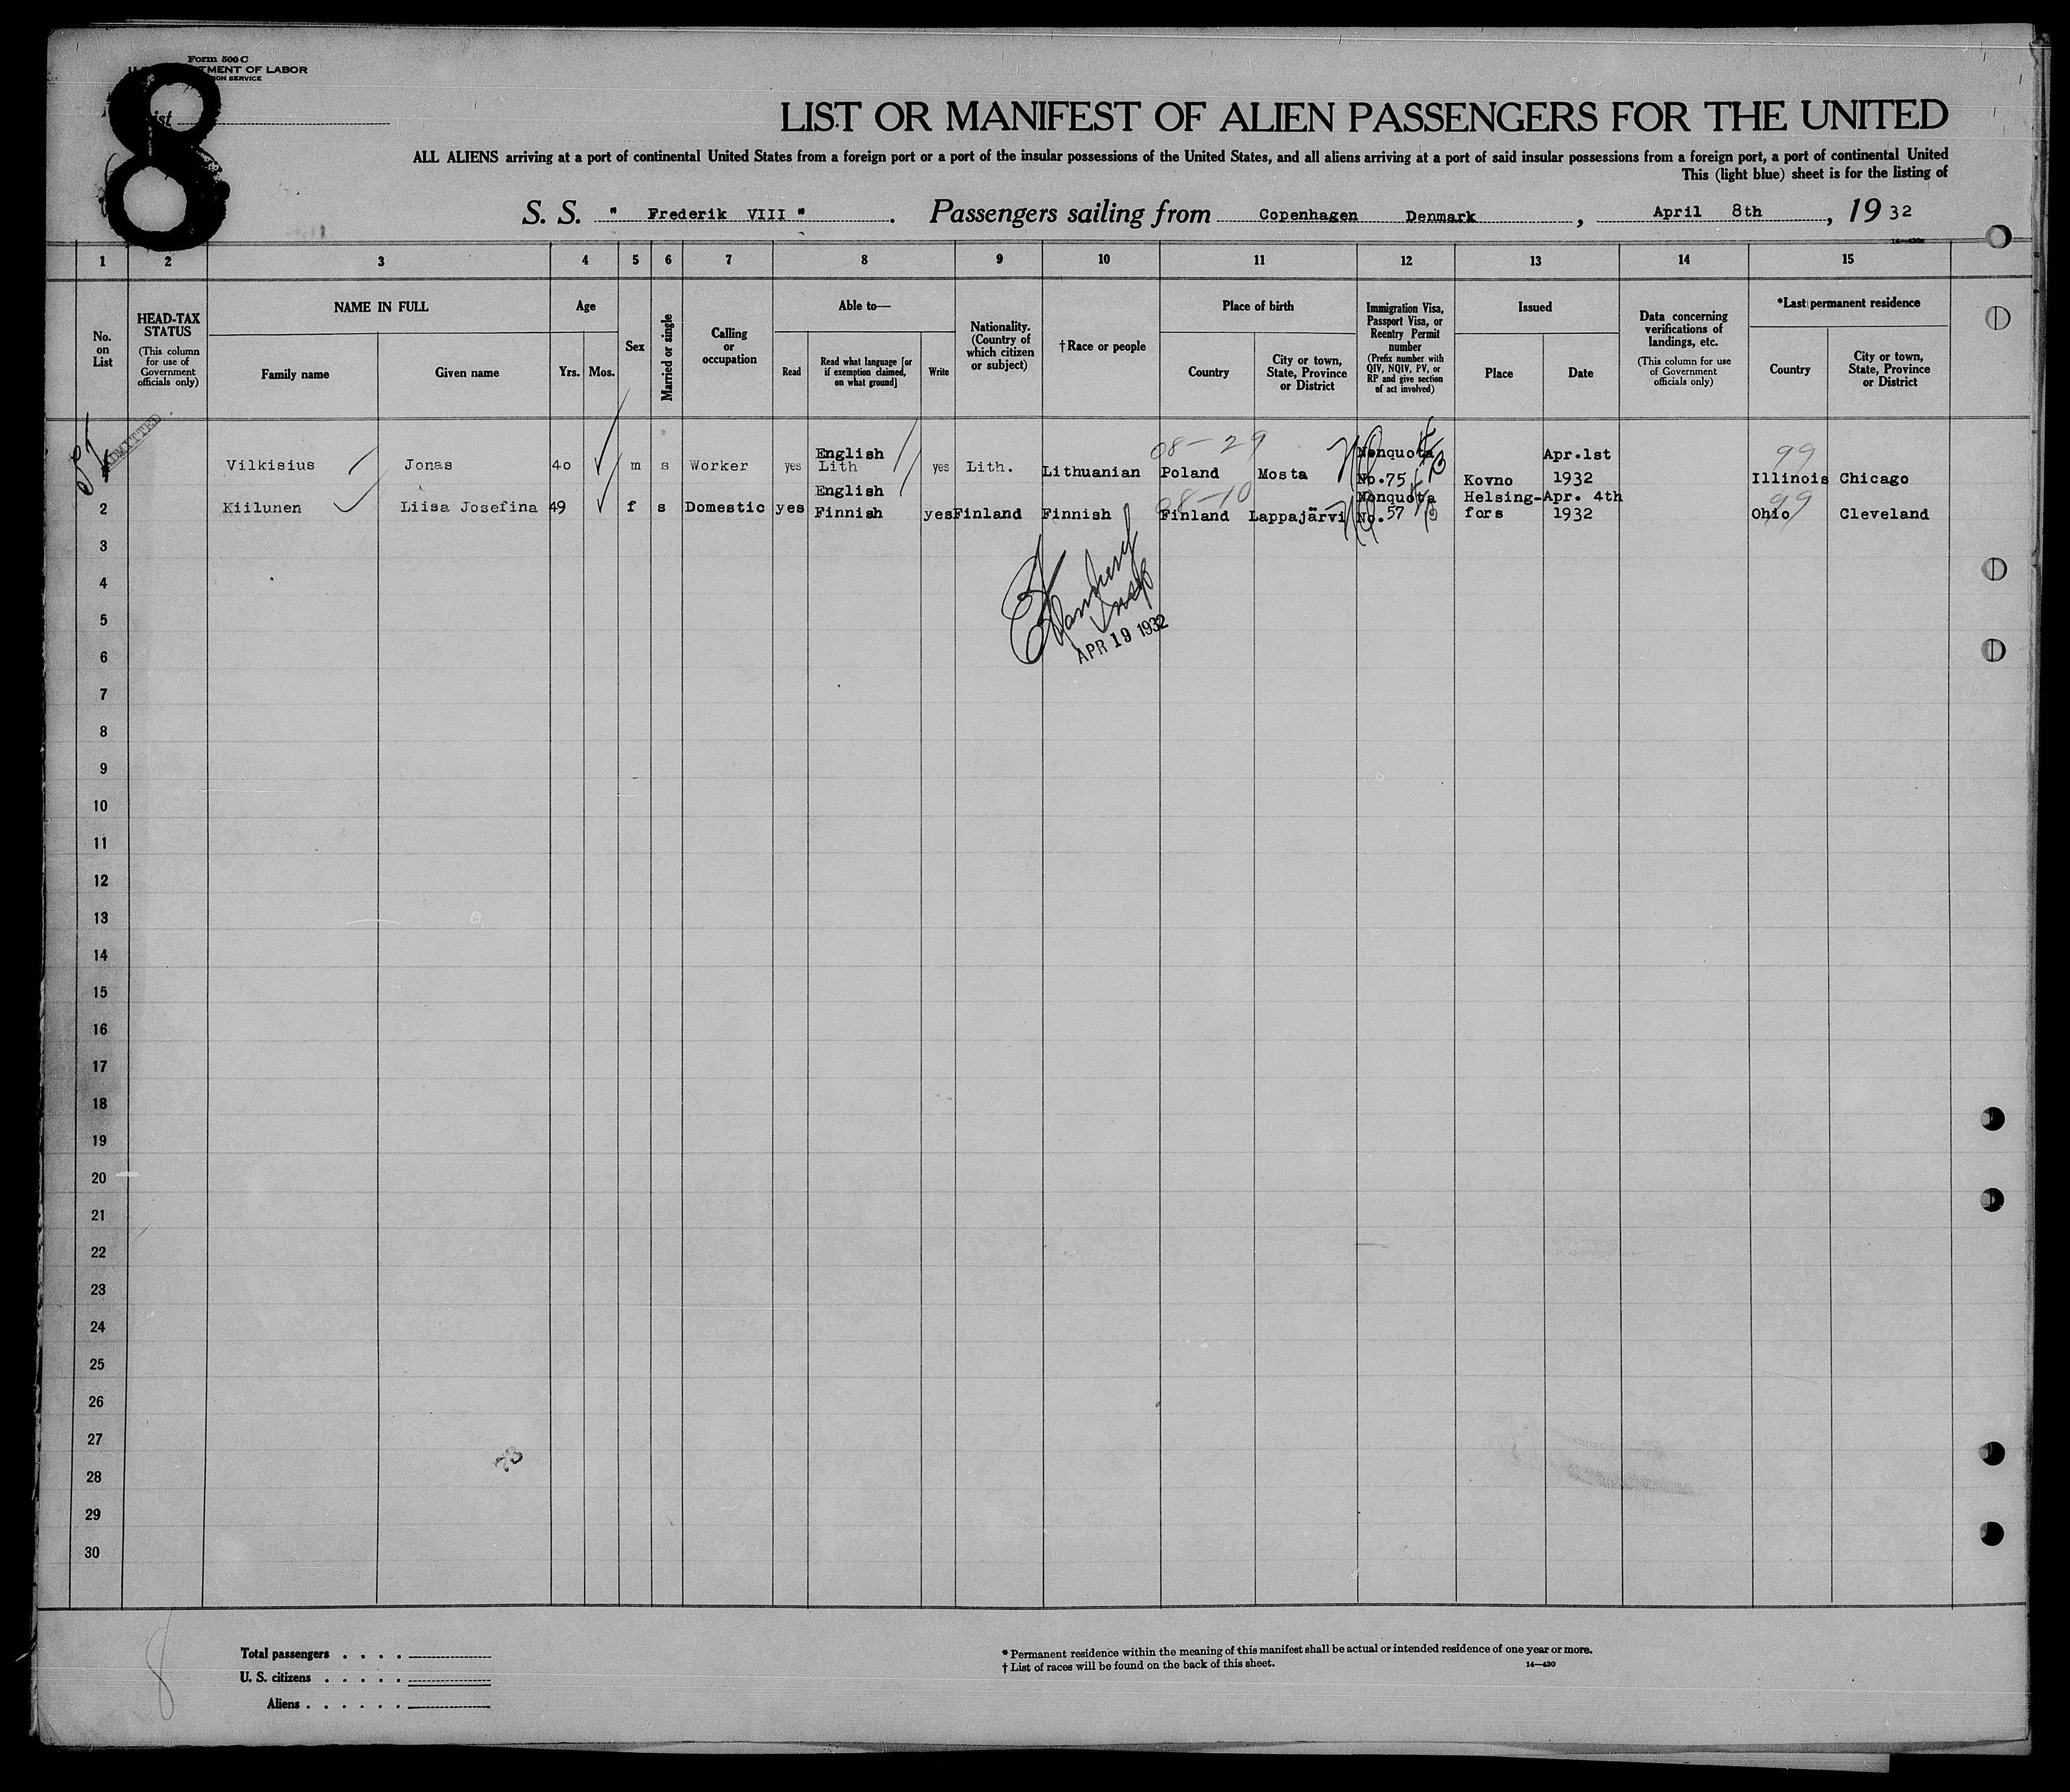 Form 500 C
TMENT OF LABOR
ION SERVICE
8
ist
LIST OR MANIFEST OF ALIEN PASSENGERS FOR THE UNITED
ALL ALIENS arriving at a port of continental United States from a foreign port or a port of the insular possessions of the United States, and all aliens arriving at a port of said insular possessions from a foreign port, a port of continental United
This (light blue) sheet is for the listing of
S. S. " Frederik VIII ". Passengers sailing from Copenhagen Denmark, April 8th, 1932
1 2 3 4 5 6 7 8 9 10 11 12 13 14 15
No. on List
HEAD-TAX STATUS (This column for use of Government officials only)
NAME IN FULL
Family name Given name
Age
Yrs. Mos.
Sex
Married or single
Calling or occupation
Able to—
Read Read what language [or if exemption claimed, on what ground] Write
Nationality. (Country of which citizen or subject)
†Race or people
Place of birth
Country City or town, State, Province or District
Immigration Visa, Passport Visa, or Reentry Permit number (Prefix number with QIV, NQIV, PV, or RP and give section of act involved)
Issued
Place Date
Data concerning verifications of landings, etc. (This column for use of Government officials only)
*Last permanent residence
Country City or town, State, Province or District
ADMITTED
Vilkisius Jonas 40 m s Worker yes English Lith yes Lith. Lithuanian 08-29 Poland Mosta Nonquota No. 75 Kovno Apr.1st 1932 99 Illinois Chicago
2 Kiilunen Liisa Josefina 49 f s Domestic yes English Finnish yes Finland Finnish 08-10 Finland Lappajärvi Nonquota No. 57 Helsing-fors Apr. 4th 1932 99 Ohio Cleveland
3
4
5
Insp
APR 19 1932
6
7
8
9
10
11
12
13
14
15
16
17
18
19
20
21
22
23
24
25
26
27
28
29
30
8
Total passengers
U. S. citizens
Aliens
* Permanent residence within the meaning of this manifest shall be actual or intended residence of one year or more.
† List of races will be found on the back of this sheet.
14—430